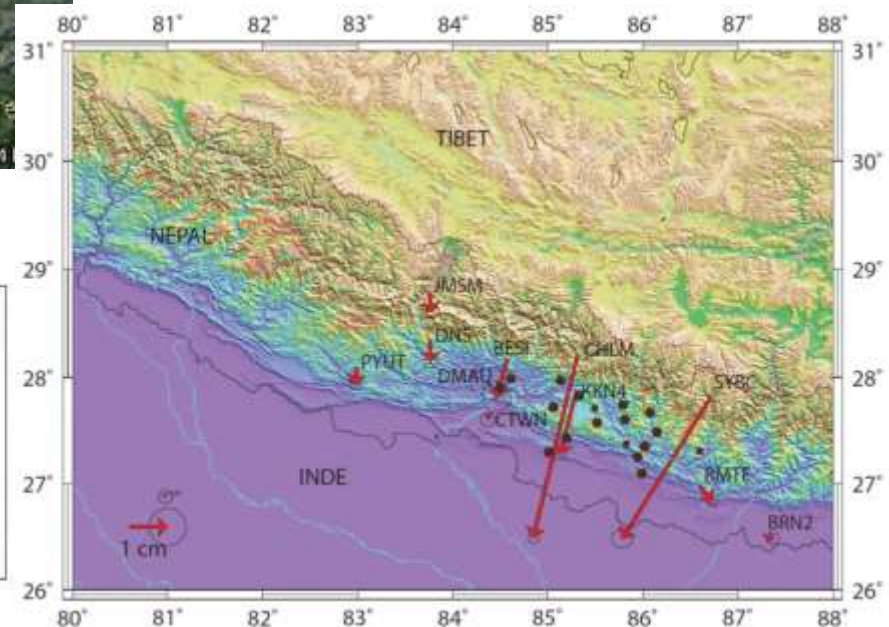 80° 81° 82° 83° 84° 85° 86° 87° 88°
31° 31°
TIBET
30° 30°
NEPAL
29° 29°
JMSM
DNS
BESI CHLM
PYUT
28° DMAU KKN4 SYBC 28°
CTWN
INDE
27° RMTE 27°
BRN2
1 cm
26° 26°
80° 81° 82° 83° 84° 85° 86° 87° 88°